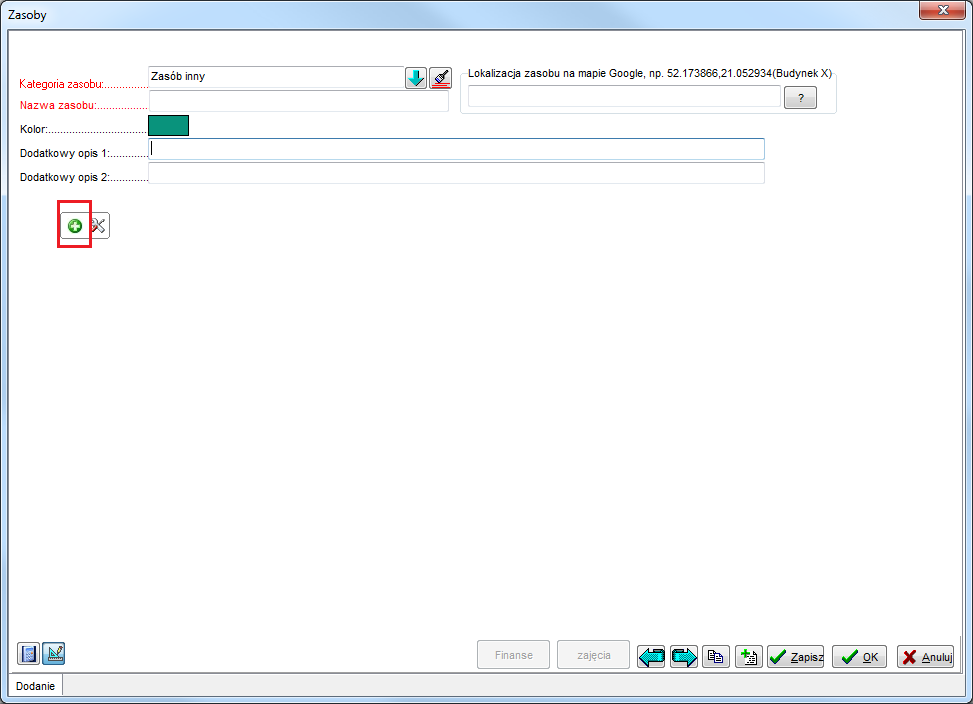 Zasoby
Kategoria zasobu:............... Zasób inny
Lokalizacja zasobu na mapie Google, np. 52.173866,21.052934(Budynek X)
Nazwa zasobu:.................
?
Kolor:.................................
Dodatkowy opis 1:.............
Dodatkowy opis 2:.............
Finanse zajęcia Zapisz OK Anuluj
Dodanie